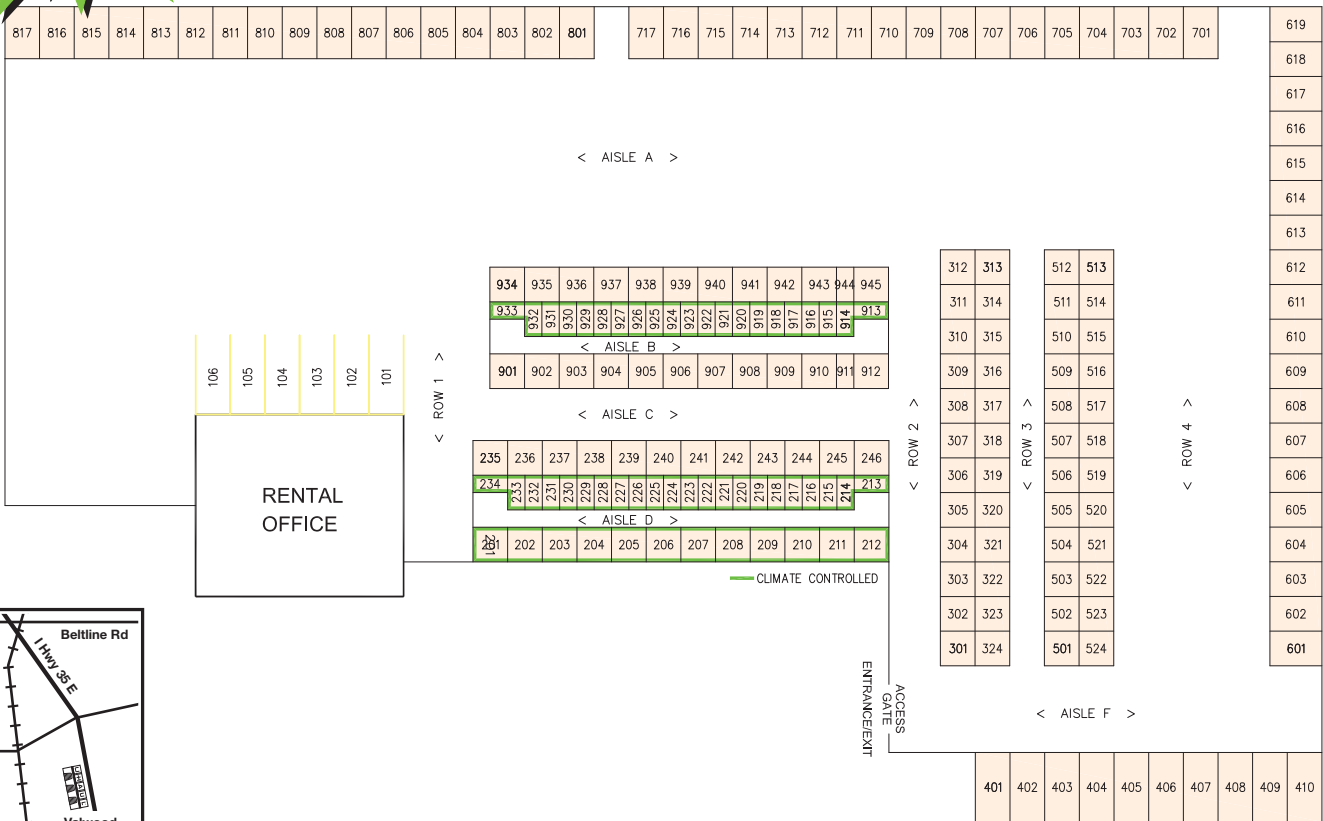 817 816 815 814 813 812 811 810 809 808 807 806 805 804 803 802 801 717 716 715 714 713 712 711 710 709 708 707 706 705 704 703 702 701 619
618
617
616
< AISLE A > 615
614
613
312 313 512 513 612
934 935 936 937 938 939 940 941 942 943 944 945
311 314 511 514 611
933 932 931 930 929 928 927 926 925 924 923 922 921 920 919 918 917 916 915 914 913
310 315 510 515 610
< AISLE B >
901 902 903 904 905 906 907 908 909 910 911 912 309 316 509 516 609
106 105 104 103 102 101
< ROW 1 >
308 317 508 517 608
< AISLE C >
< ROW 2 > < ROW 3 > < ROW 4 >
307 318 507 518 607
235 236 237 238 239 240 241 242 243 244 245 246
306 319 506 519 606
234 233 232 231 230 229 228 227 226 225 224 223 222 221 220 219 218 217 216 215 214 213
RENTAL
OFFICE
305 320 505 520 605
< AISLE D >
201 201 202 203 204 205 206 207 208 209 210 211 212 304 321 504 521 604
CLIMATE CONTROLLED 303 322 503 522 603
302 323 502 523 602
301 324 501 524 601
Beltline Rd
I Hwy 35 E
ACCESS
GATE
ENTRANCE/EXIT
< AISLE F >
U-HAUL
401 402 403 404 405 406 407 408 409 410
Valwood